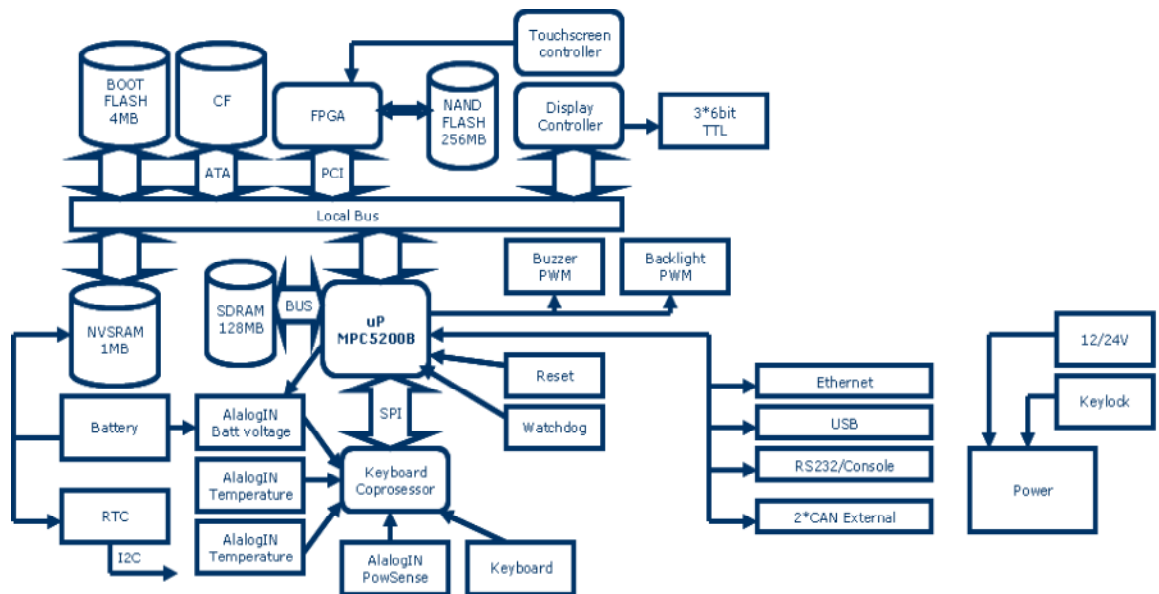 Touchscreen
controller
BOOT
FLASH
4MB
CF
FPGA
NAND
FLASH
256MB
Display
Controller
3*6bit
TTL
ATA
PCI
Local Bus
Buzzer
PWM
Backlight
PWM
SDRAM
128MB
BUS
uP
MPC5200B
NVSRAM
1MB
12/24V
Reset
Ethernet
Keylock
Battery
AlalogIN
Batt voltage
SPI
Watchdog
USB
RS232/Console
Power
AlalogIN
Temperature
Keyboard
Coprosessor
RTC
2*CAN External
AlalogIN
Temperature
I2C
AlalogIN
PowSense
Keyboard